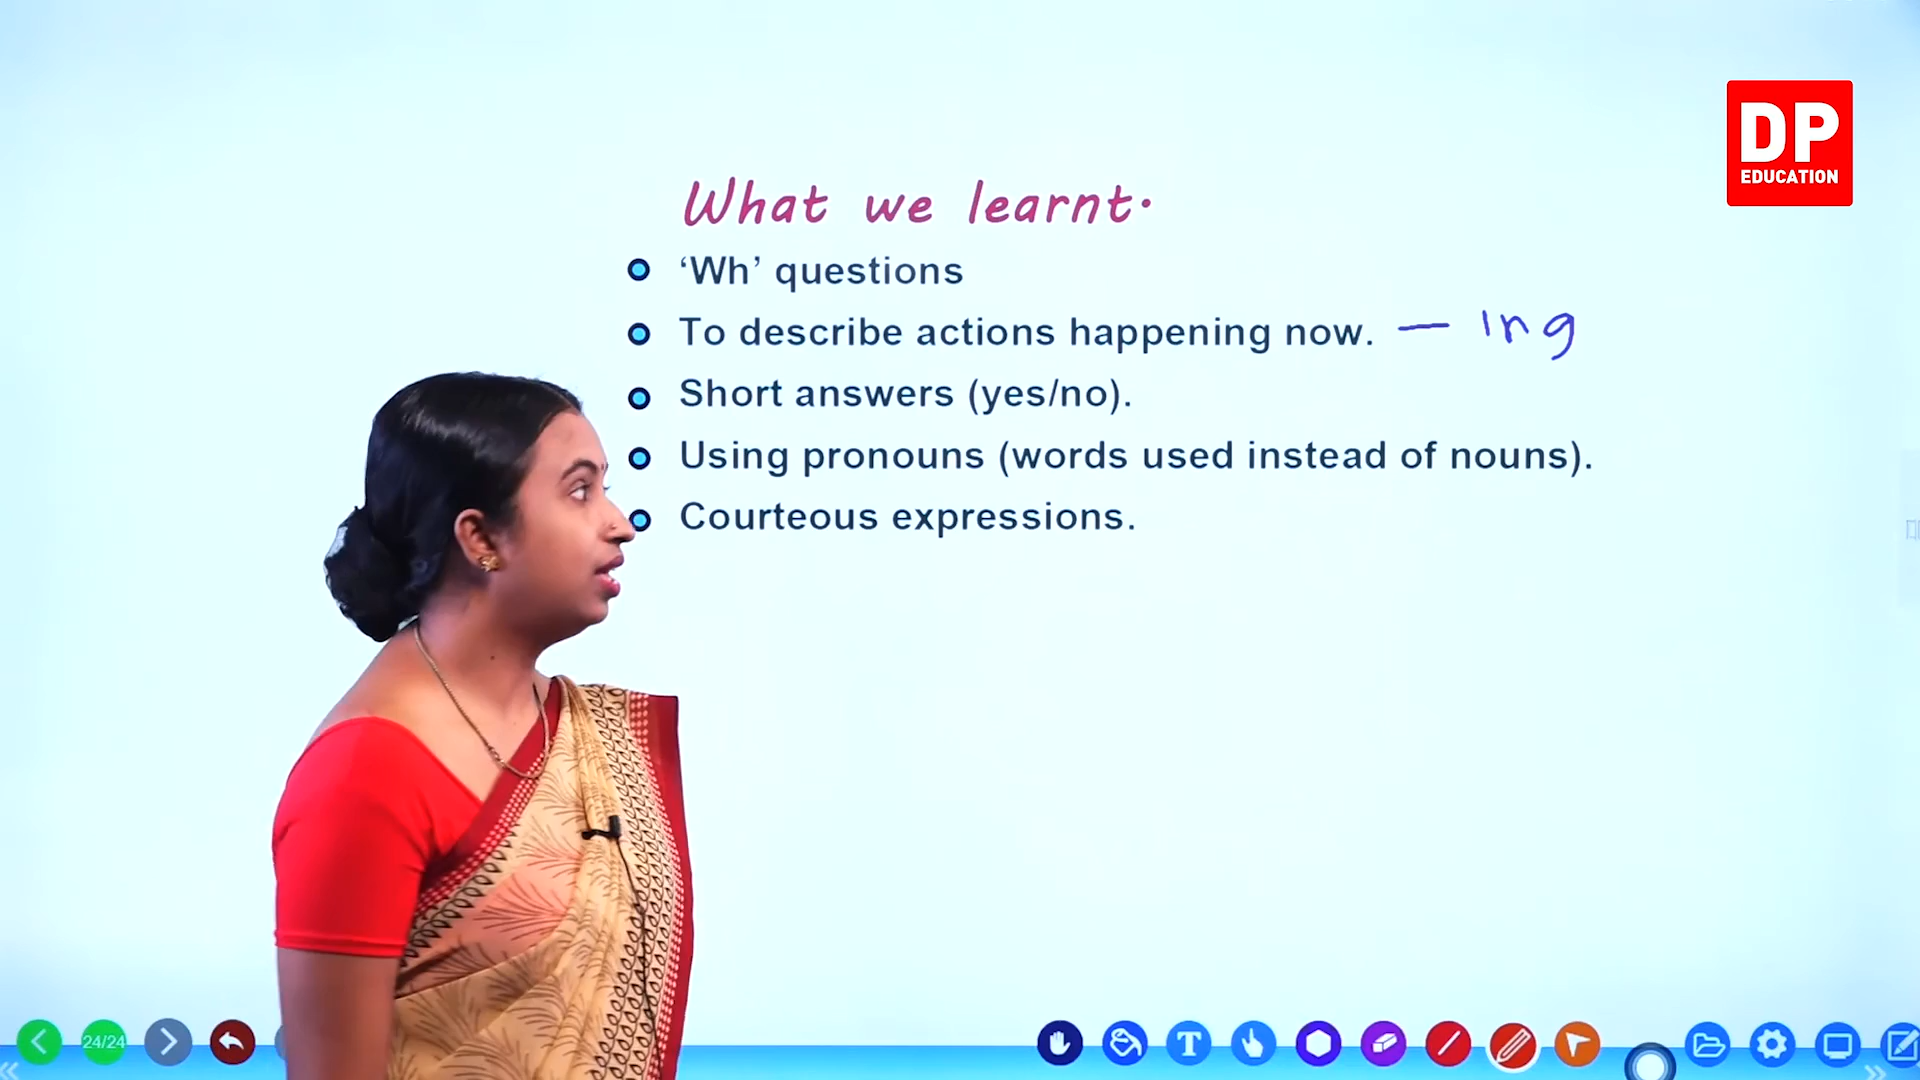 DP
EDUCATION
What we learnt.
‘Wh’ questions
To describe actions happening now. — ing
Short answers (yes/no).
Using pronouns (words used instead of nouns).
Courteous expressions.
24/24
T